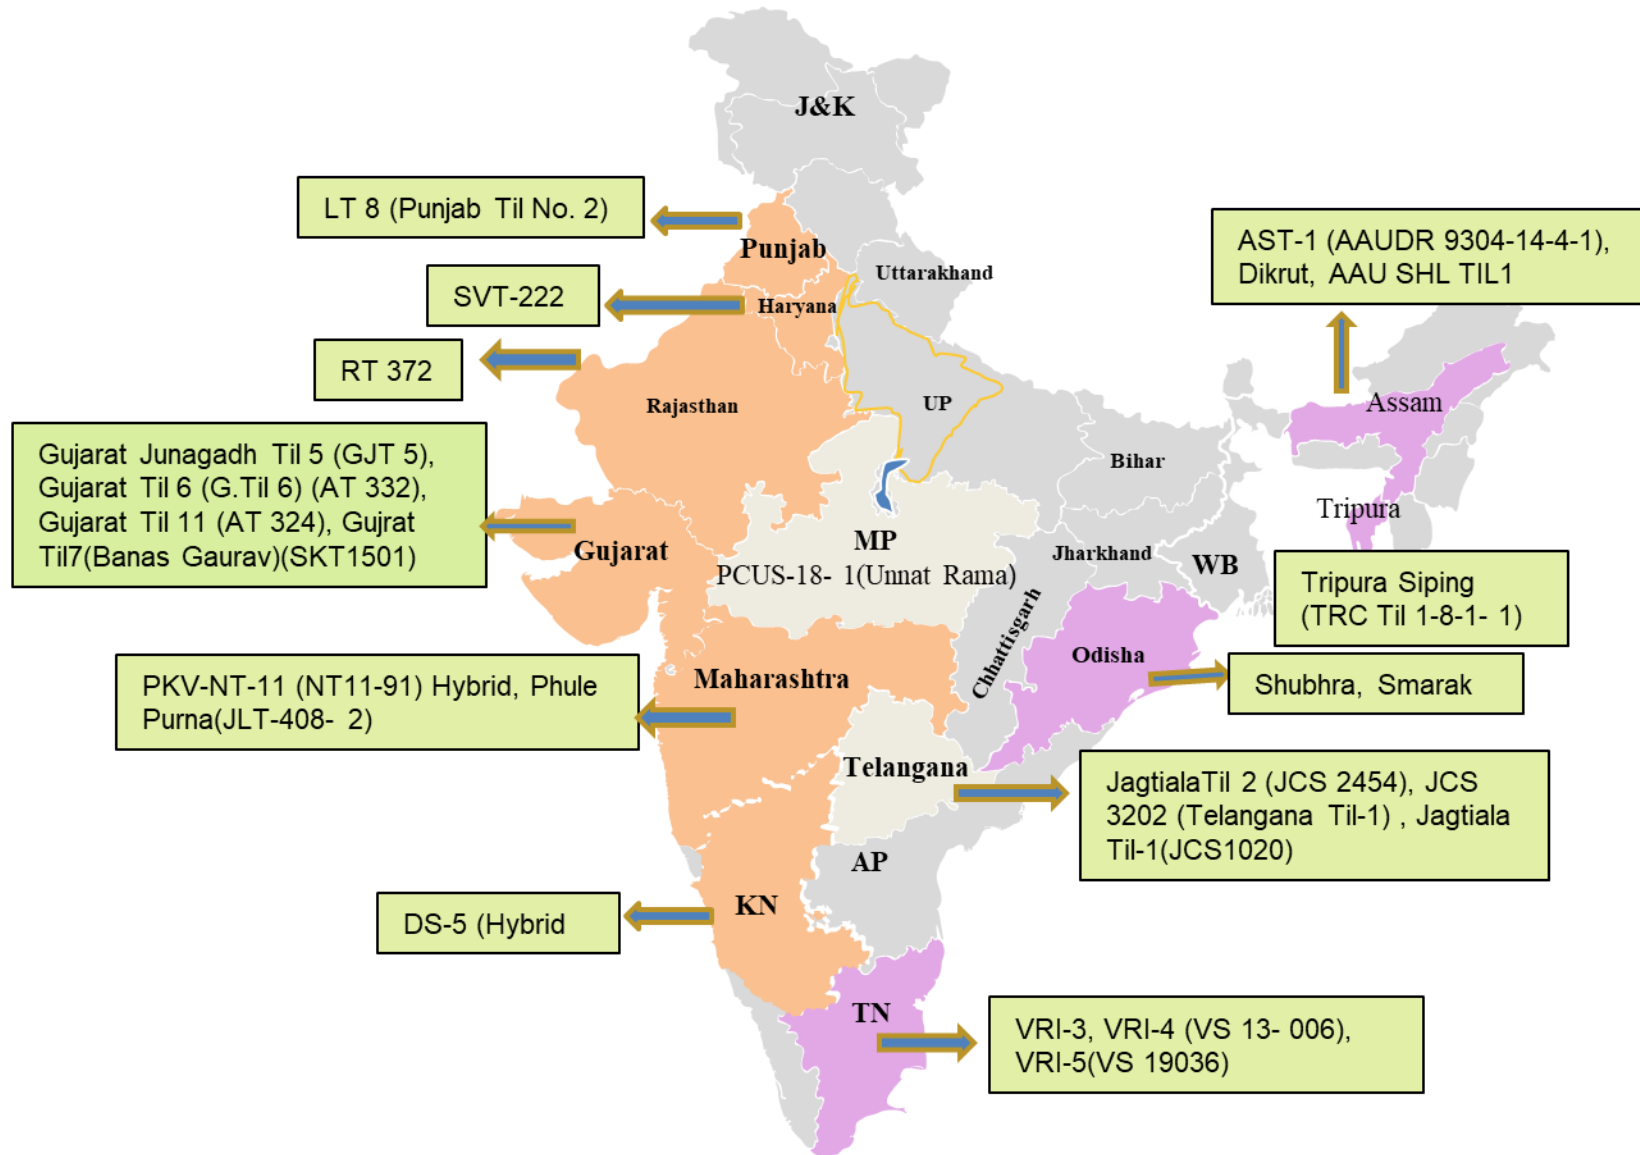 J&K
LT 8 (Punjab Til No. 2)
Punjab
AST-1 (AAUDR 9304-14-4-1),
Dikrut, AAU SHL TIL1
Uttarakhand
SVT-222
Haryana
RT 372
Rajasthan
UP
Assam
Gujarat Junagadh Til 5 (GJT 5),
Gujarat Til 6 (G.Til 6) (AT 332),
Gujarat Til 11 (AT 324), Gujrat
Til7(Banas Gaurav)(SKT1501)
Bihar
Tripura
Gujarat
MP
PCUS-18- 1(Unnat Rama)
Jharkhand
WB
Tripura Siping
(TRC Til 1-8-1- 1)
Chhattisgarh
Odisha
Shubhra, Smarak
Maharashtra
PKV-NT-11 (NT11-91) Hybrid, Phule
Purna(JLT-408- 2)
Telangana
JagtialaTil 2 (JCS 2454), JCS
3202 (Telangana Til-1) , Jagtiala
Til-1(JCS1020)
AP
KN
DS-5 (Hybrid
TN
VRI-3, VRI-4 (VS 13- 006),
VRI-5(VS 19036)